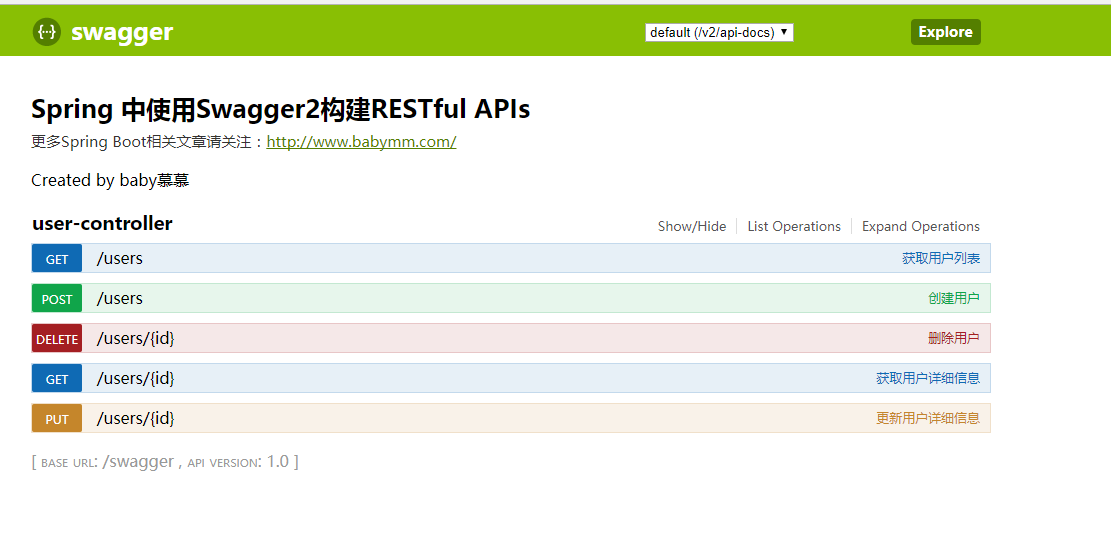 {···} swagger default (/v2/api-docs) Explore
Spring 中使用Swagger2构建RESTful APIs
更多Spring Boot相关文章请关注：http://www.babymm.com/
Created by baby慕慕
user-controller Show/Hide List Operations Expand Operations
GET /users 获取用户列表
POST /users 创建用户
DELETE /users/{id} 删除用户
GET /users/{id} 获取用户详细信息
PUT /users/{id} 更新用户详细信息
[ BASE URL: /swagger , API VERSION: 1.0 ]